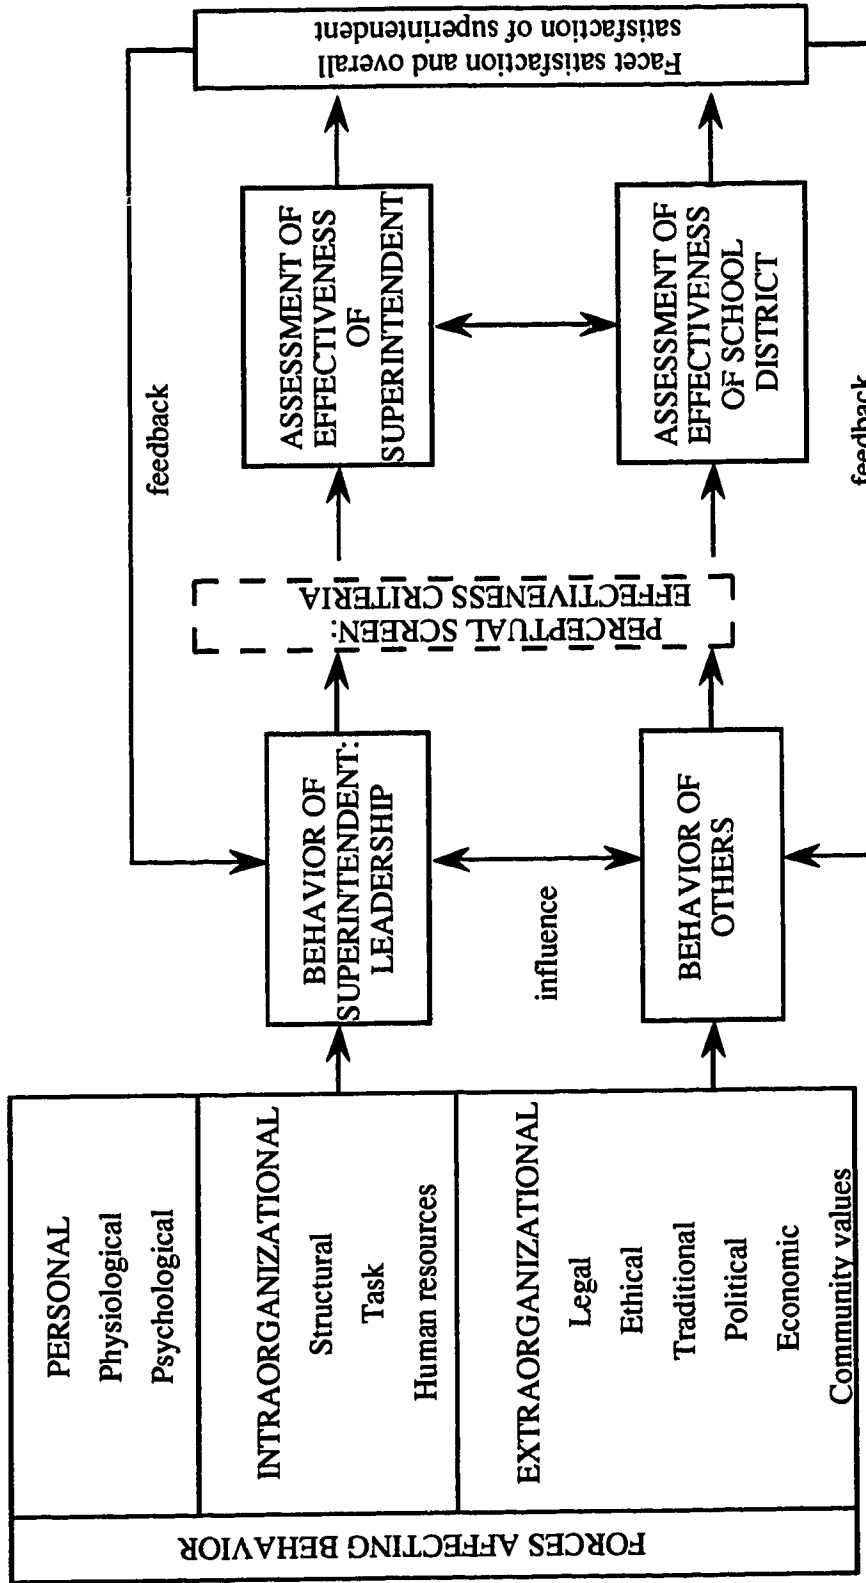 FORCES AFFECTING BEHAVIOR
PERSONAL
Physiological
Psychological
INTRAORGANIZATIONAL
Structural
Task
Human resources
EXTRAORGANIZATIONAL
Legal
Ethical
Traditional
Political
Economic
Community values
BEHAVIOR OF
SUPERINTENDENT:
LEADERSHIP
influence
BEHAVIOR OF
OTHERS
PERCEPTUAL SCREEN:
EFFECTIVENESS CRITERIA
feedback
ASSESSMENT OF
EFFECTIVENESS
OF
SUPERINTENDENT
ASSESSMENT OF
EFFECTIVENESS
OF SCHOOL
DISTRICT
feedback
Facet satisfaction and overall
satisfaction of superintendent